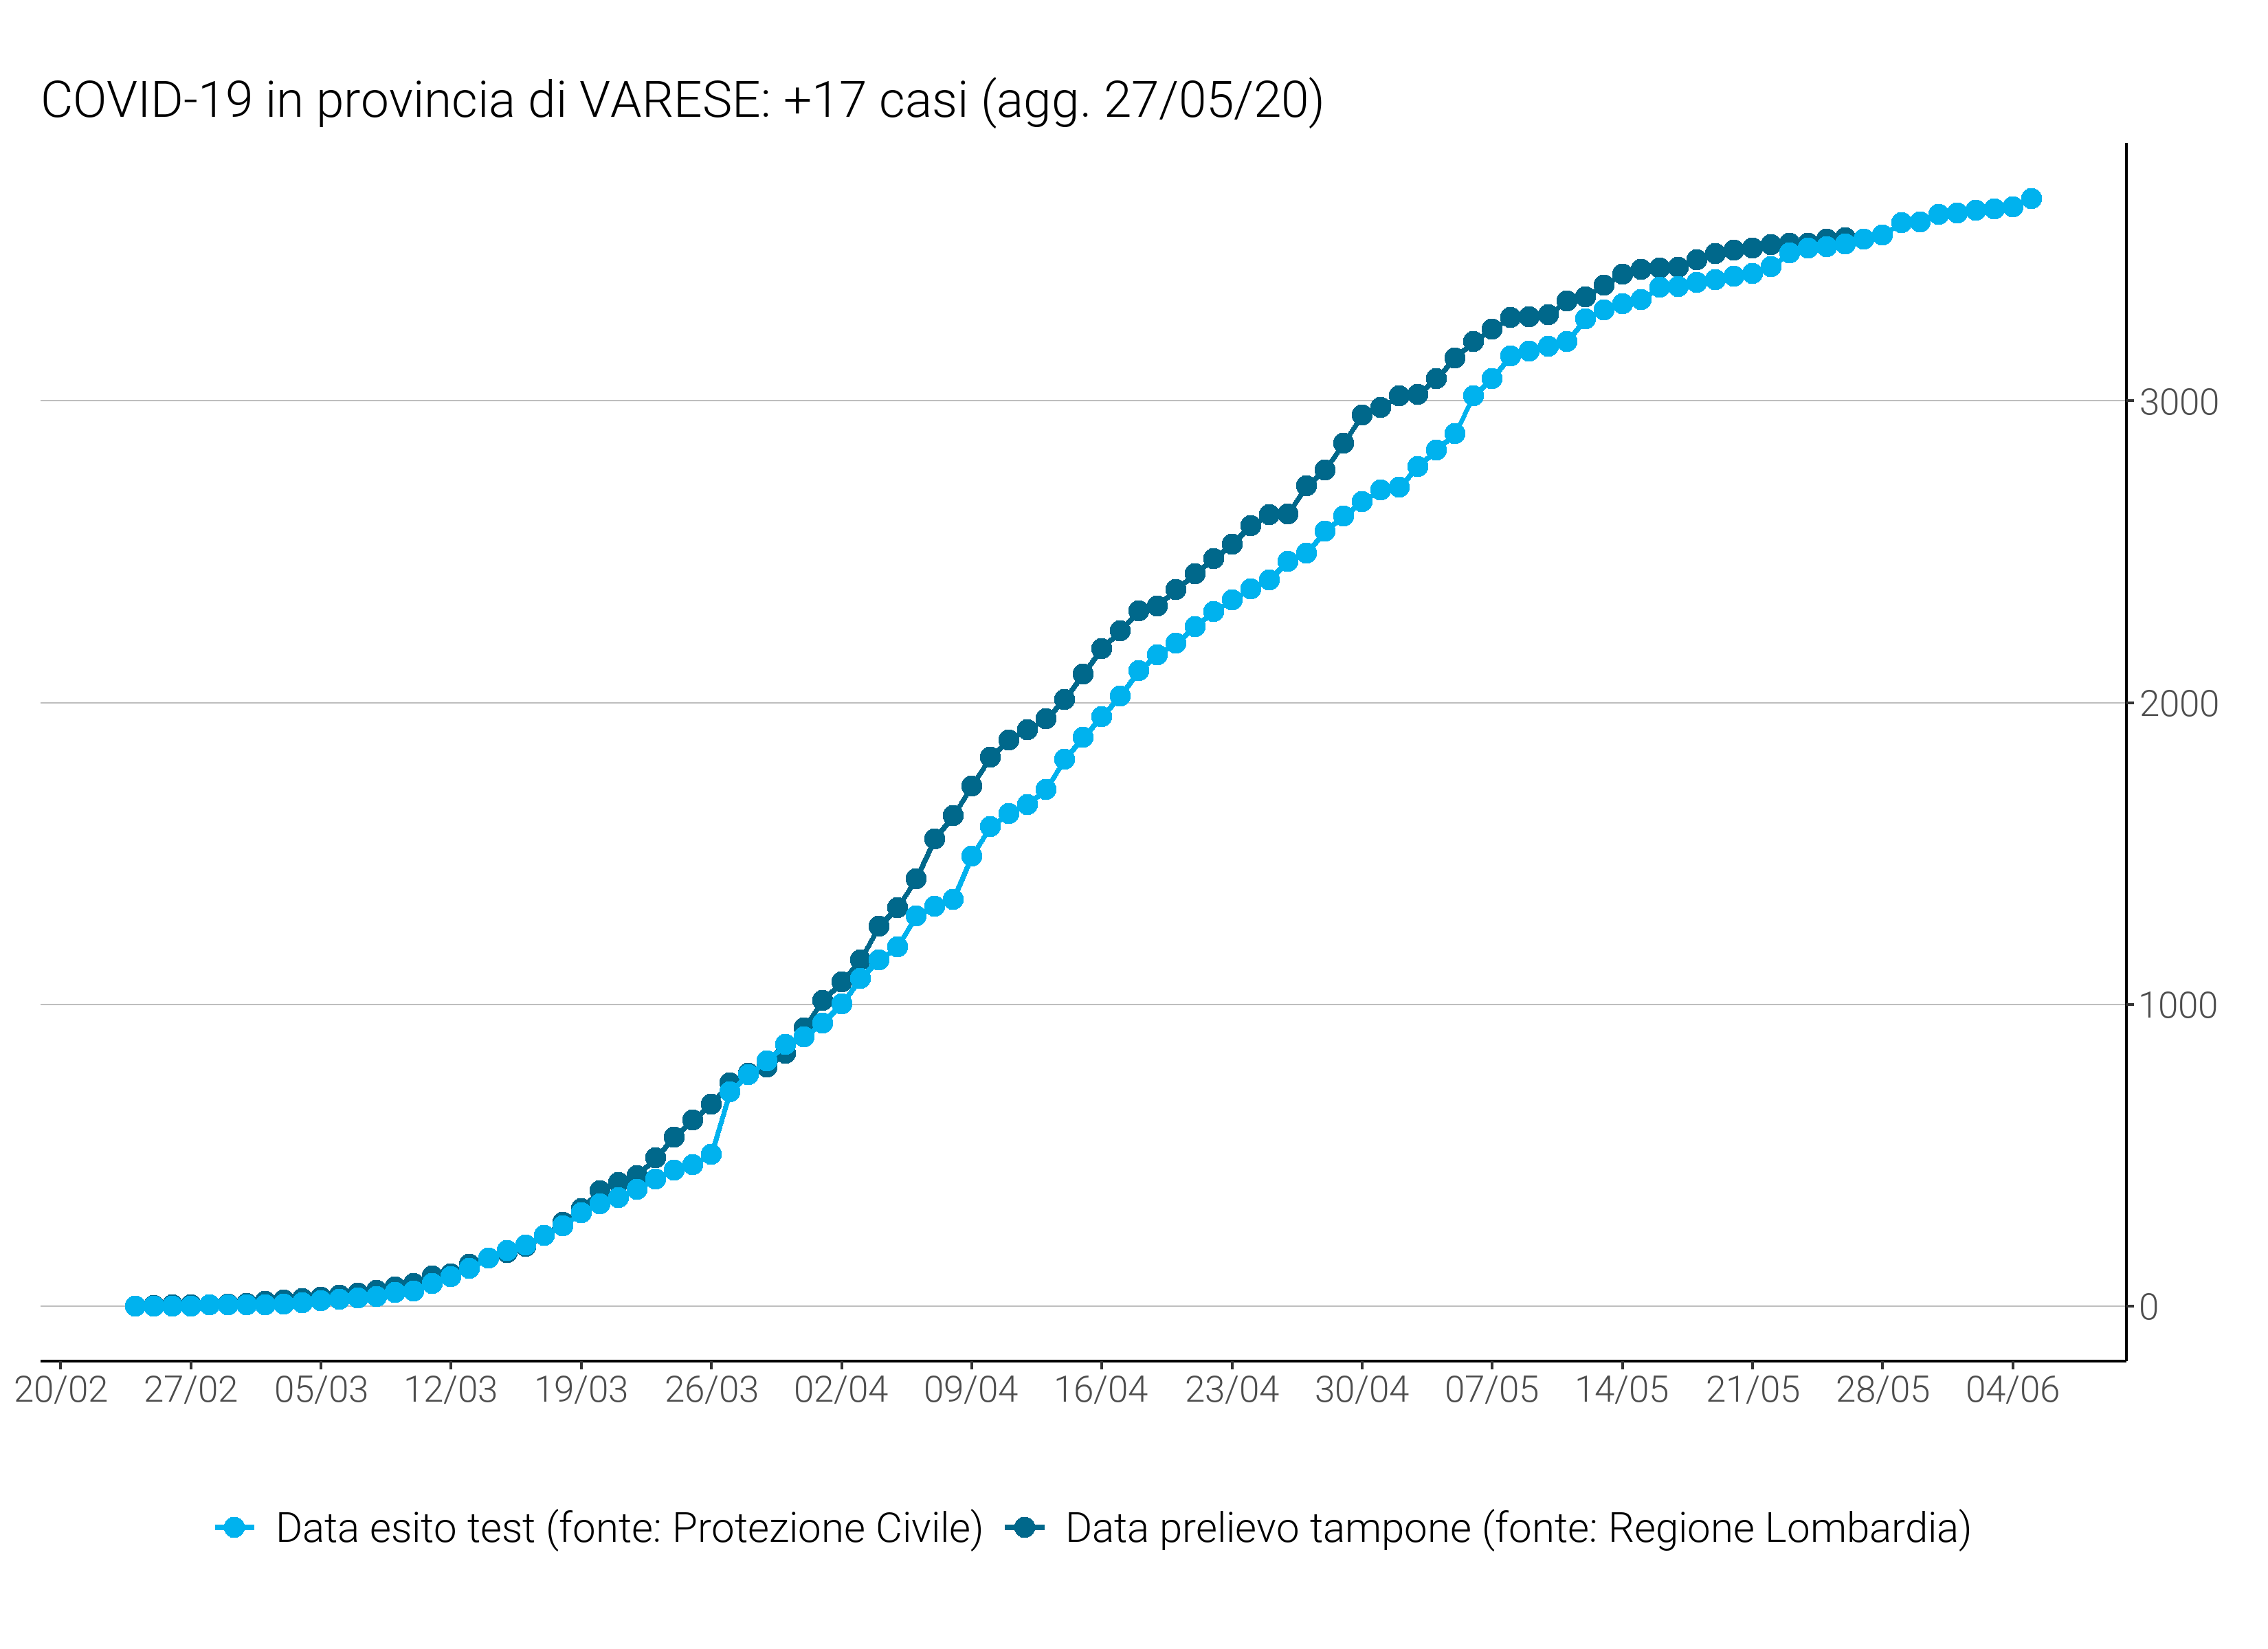 COVID-19 in provincia di VARESE: +17 casi (agg. 27/05/20)
3000
2000
1000
0
20/02 27/02 05/03 12/03 19/03 26/03 02/04 09/04 16/04 23/04 30/04 07/05 14/05 21/05 28/05 04/06
Data esito test (fonte: Protezione Civile) Data prelievo tampone (fonte: Regione Lombardia)